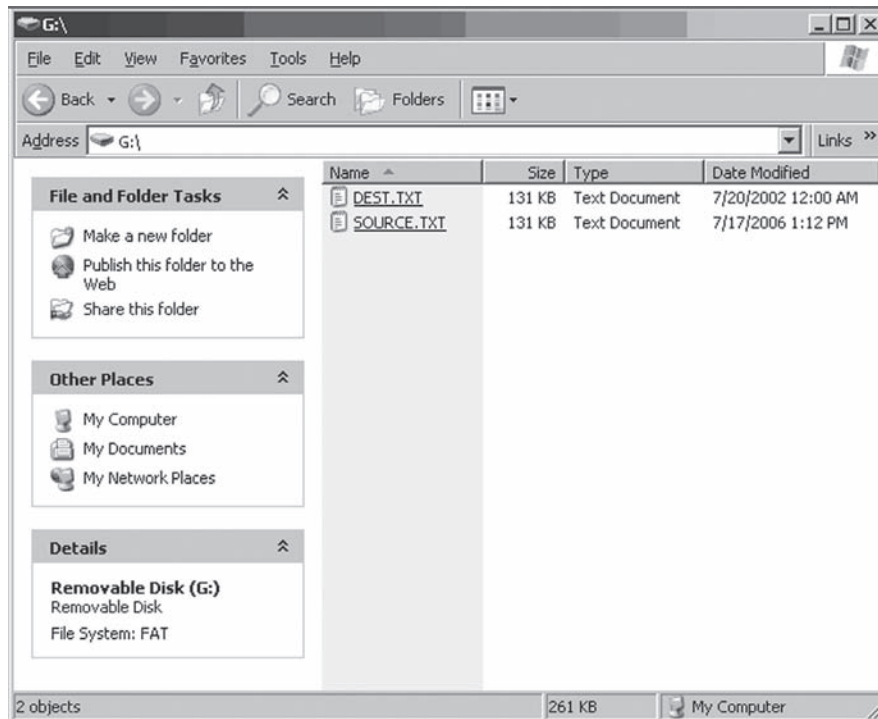 G:\
File Edit View Favorites Tools Help
Back Search Folders
Address G:\ Links »
File and Folder Tasks
Make a new folder
Publish this folder to the
Web
Share this folder
Other Places
My Computer
My Documents
My Network Places
Details
Removable Disk (G:)
Removable Disk
File System: FAT
Name Size Type Date Modified
DEST.TXT 131 KB Text Document 7/20/2002 12:00 AM
SOURCE.TXT 131 KB Text Document 7/17/2006 1:12 PM
2 objects 261 KB My Computer